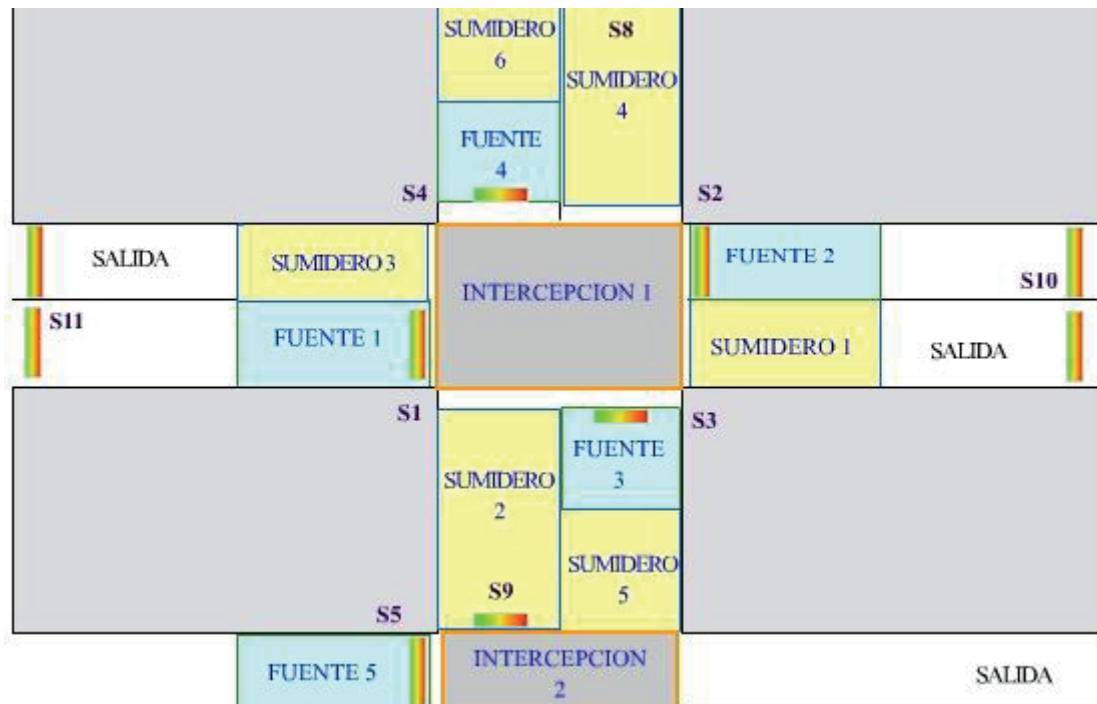 SUMIDERO
6
S8
SUMIDERO
4
FUENTE
4
S4
S2
SALIDA
SUMIDERO 3
FUENTE 2
S10
INTERCEPCION 1
S11
FUENTE 1
SUMIDERO 1
SALIDA
S1
S3
FUENTE
3
SUMIDERO
2
SUMIDERO
5
S9
S5
FUENTE 5
INTERCEPCION
2
SALIDA